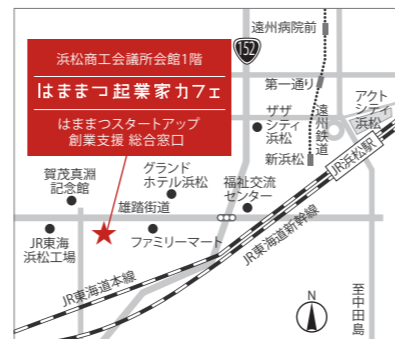 浜松商工会議所会館1階
はままつ起業家カフェ
はままつスタートアップ
創業支援 総合窓口
152
遠州病院前
第一通り
遠州鉄道
アクト
シティ
浜松
ザザ
シティ
浜松
新浜松
JR浜松駅
賀茂真淵
記念館
グランド
ホテル浜松
福祉交流
センター
雄踏街道
JR東海
浜松工場
ファミリーマート
JR東海道新幹線
JR東海道本線
至中田島
N